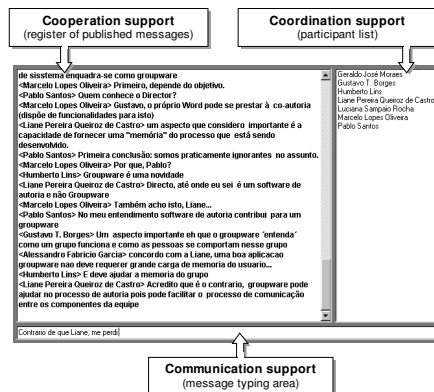 Cooperation support
(register of published messages)
Coordination support
(participant list)
de sisstema enquadra-se como groupware
<Marcelo Lopes Oliveira> Primeiro, depende do objetivo.
<Pablo Santos> Quem conhece o Director?
<Marcelo Lopes Oliveira> Gustavo, o próprio Word pode se prestar à co-autoria
(dispõe de funcionalidades para isto)
<Liane Pereira Queiroz de Castro> um aspecto que considero importante é a
capacidade de fornecer uma "memória" do processo que está sendo
desenvolvido.
<Pablo Santos> Primeira conclusão: somos praticamente ignorantes no assunto.
<Marcelo Lopes Oliveira> Por que, Pablo?
<Humberto Lins> Groupware é uma novidade
<Liane Pereira Queiroz de Castro> Directo, até onde eu sei é um software de
autoria e não Groupware
<Marcelo Lopes Oliveira> Também acho isto, Liane...
<Pablo Santos> No meu entendimento software de autoria contribui para um
groupware
<Gustavo T. Borges> Um aspecto importante eh que o groupware ´entenda´
como um grupo funciona e como as pessoas se comportam nesse grupo
<Alessandro Fabricio Garcia> concordo com a Liane, uma boa aplicacao
groupware nao deve requerer grande carga de memoria do usuario...
<Humberto Lins> E deve ajudar a memoria do grupo
<Liane Pereira Queiroz de Castro> Acredito que é o contrario, groupware pode
ajudar no processo de autoria pois pode facilitar o processo de comunicação
entre os componentes da equipe
Geraldo José Moraes
Gustavo T. Borges
Humberto Lins
Liane Pereira Queiroz de Castro
Luciana Sampaio Rocha
Marcelo Lopes Oliveira
Pablo Santos
Contrario de que Liane, me perdi
Communication support
(message typing area)